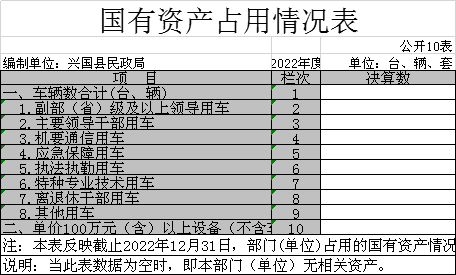 国有资产占用情况表
公开10表
编制单位：兴国县民政局 2022年度 单位：台、辆、套
项 目 栏次 决算数
一、车辆数合计(台、辆) 1
1.副部（省）级及以上领导用车 2
2.主要领导干部用车 3
3.机要通信用车 4
4.应急保障用车 5
5.执法执勤用车 6
6.特种专业技术用车 7
7.离退休干部用车 8
8.其他用车 9
二、单价100万元（含）以上设备（不含车 10
注：本表反映截止2022年12月31日，部门(单位)占用的国有资产情况
说明：当此表数据为空时，即本部门（单位）无相关资产。